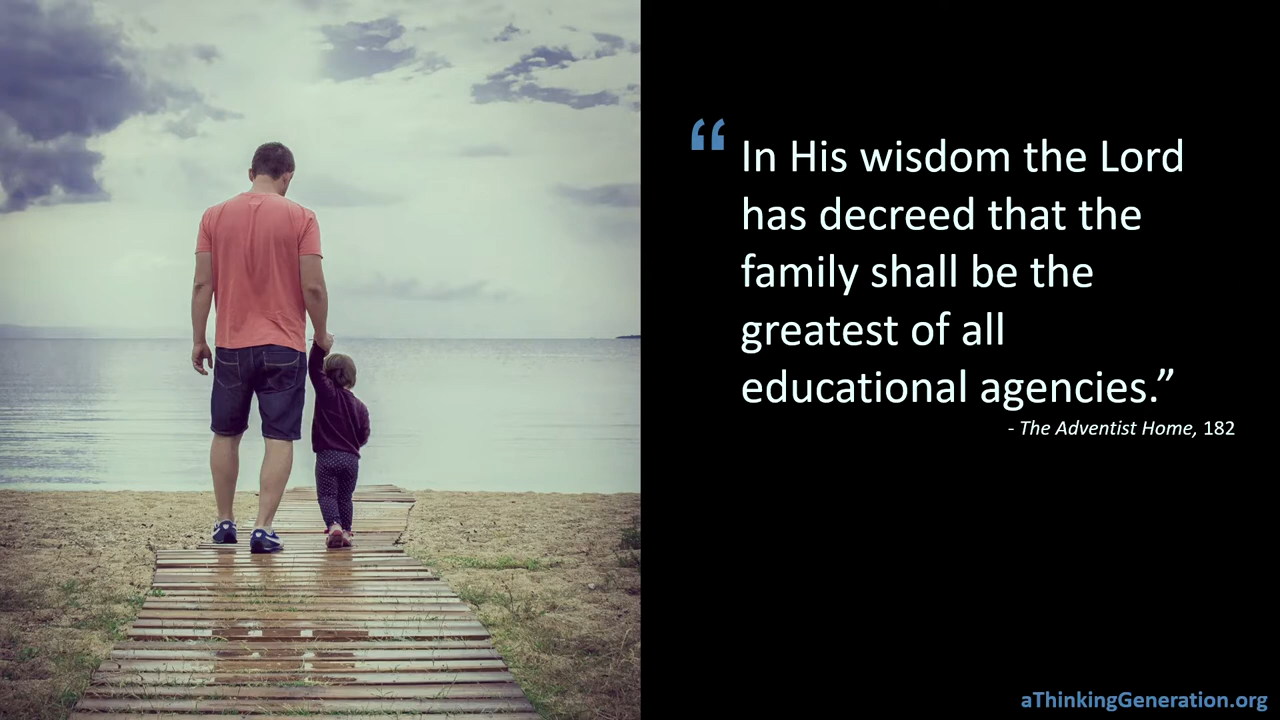 “In His wisdom the Lord
has decreed that the
family shall be the
greatest of all
educational agencies.”
- The Adventist Home, 182
aThinkingGeneration.org